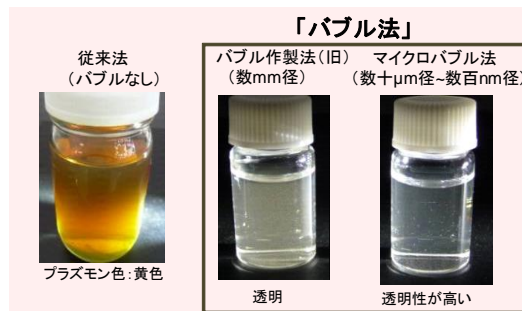 「バブル法」
従来法
(バブルなし)
バブル作製法(旧)
(数mm径)
マイクロバブル法
(数十μm径~数百nm径)
プラズモン色:黄色
透明
透明性が高い